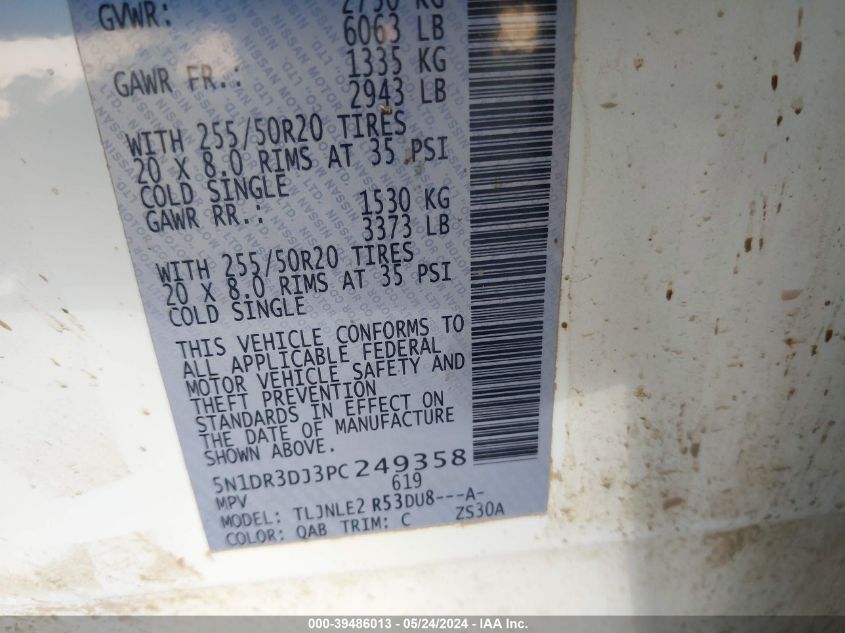 GVWR: 2750 KG
6063 LB
GAWR FR.: 1335 KG
2943 LB
WITH 255/50R20 TIRES
20 X 8.0 RIMS AT 35 PSI
COLD SINGLE
GAWR RR.: 1530 KG
3373 LB
WITH 255/50R20 TIRES
20 X 8.0 RIMS AT 35 PSI
COLD SINGLE
THIS VEHICLE CONFORMS TO
ALL APPLICABLE FEDERAL
MOTOR VEHICLE SAFETY AND
THEFT PREVENTION
STANDARDS IN EFFECT ON
THE DATE OF MANUFACTURE
SHOWN ABOVE.
5N1DR3DJ3PC249358
MPV 619
MODEL: TLJNLE2 R53DU8---A-
COLOR: QAB TRIM: C ZS30A
000-39486013 - 05/24/2024 - IAA Inc.